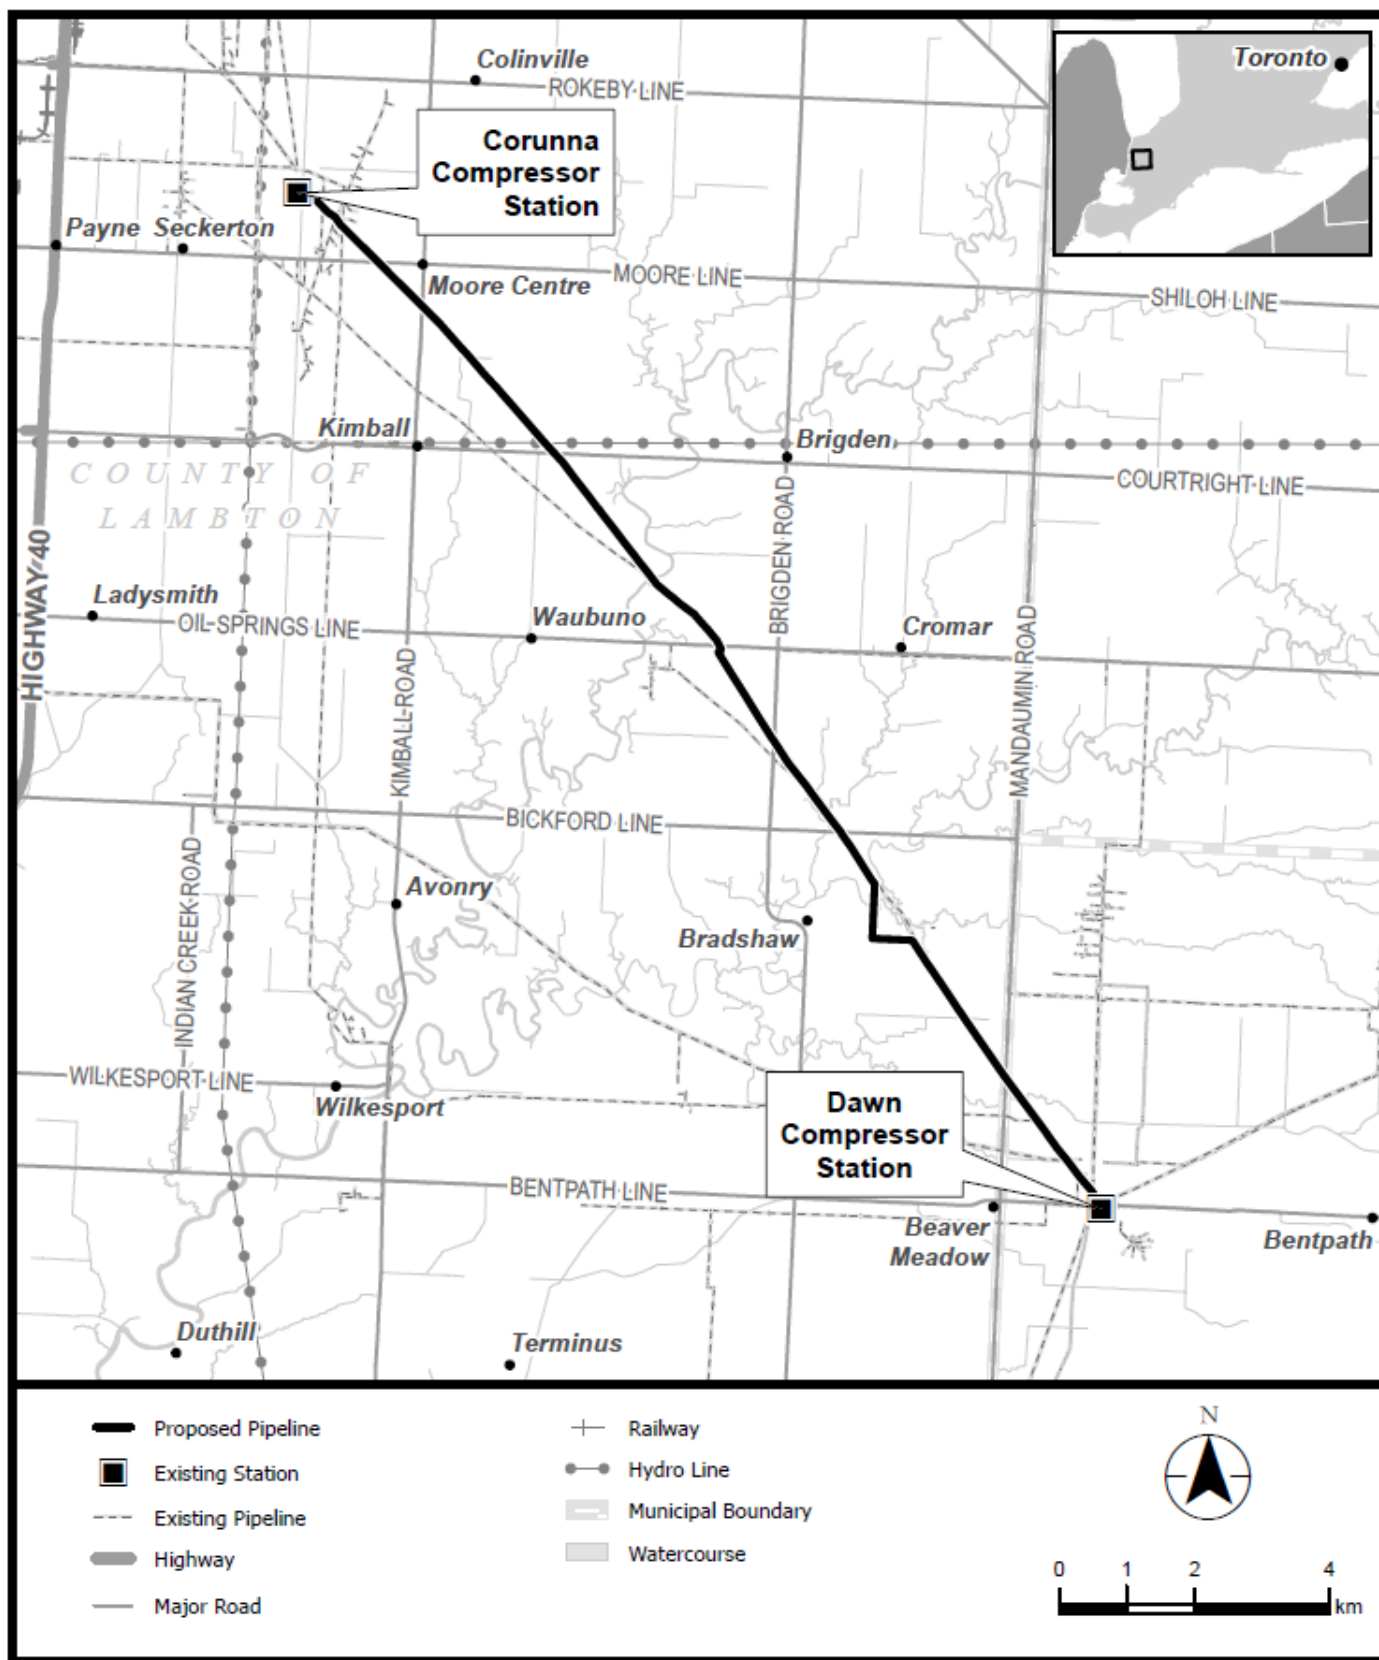 Toronto
Colinville
ROKEBY LINE
Corunna
Compressor
Station
Payne
Seckerton
Moore Centre
MOORE LINE
SHILOH LINE
Kimball
Brigden
COURTRIGHT LINE
COUNTY OF
LAMBTON
HIGHWAY 40
BRIGDEN ROAD
Ladysmith
OIL SPRINGS LINE
Waubuno
Cromar
KIMBALL ROAD
MANDAUMIN ROAD
BICKFORD LINE
INDIAN CREEK ROAD
Avonry
Bradshaw
WILKESPORT LINE
Wilkesport
Dawn
Compressor
Station
BENTPATH LINE
Beaver
Meadow
Bentpath
Duthill
Terminus
Proposed Pipeline
Existing Station
Existing Pipeline
Highway
Major Road
Railway
Hydro Line
Municipal Boundary
Watercourse
N
0 1 2 4
km